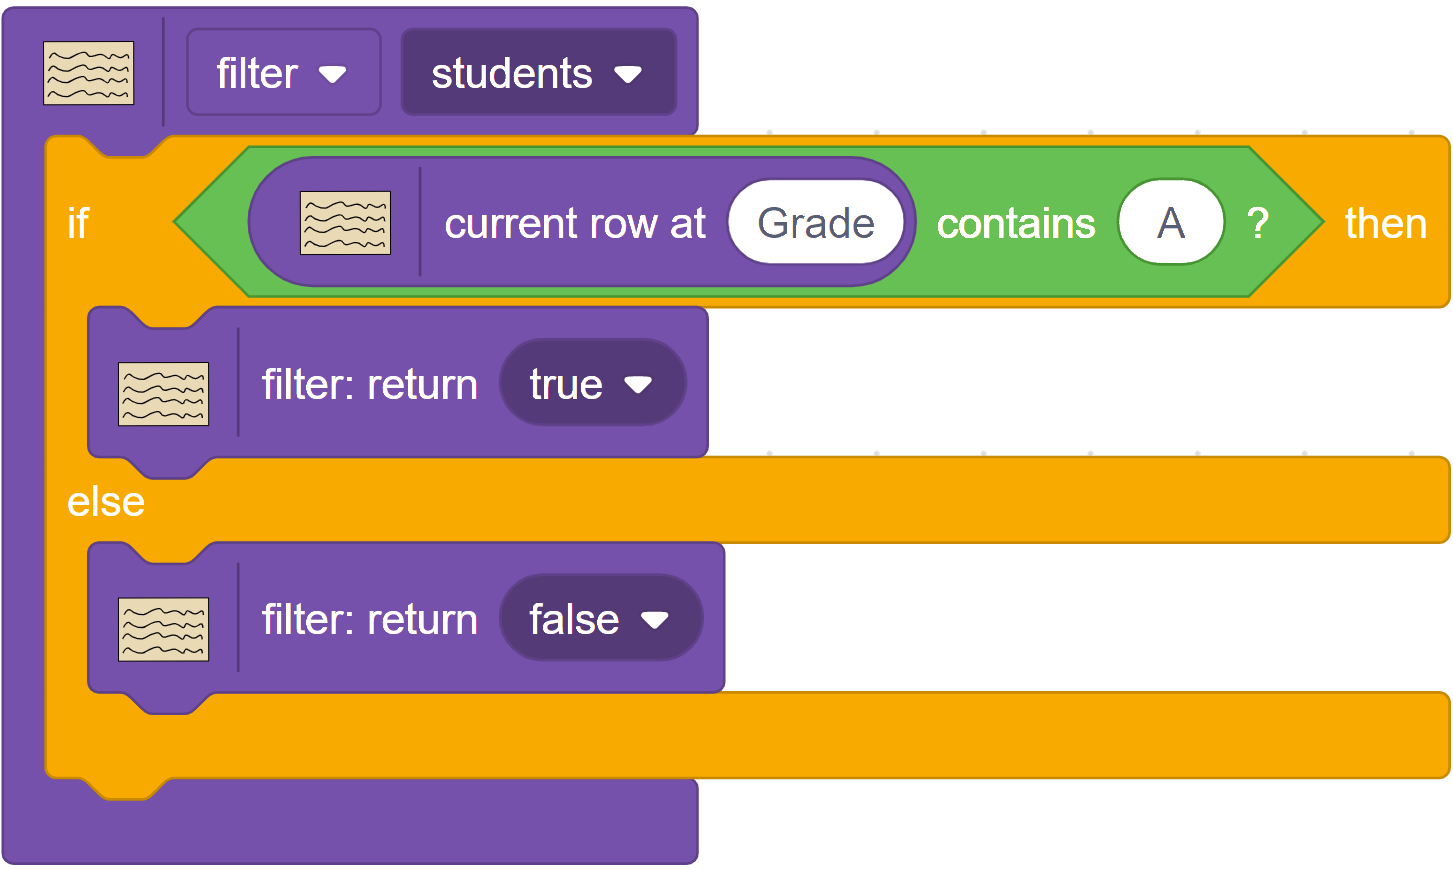 filter students
if current row at Grade contains A ? then
filter: return true
else
filter: return false